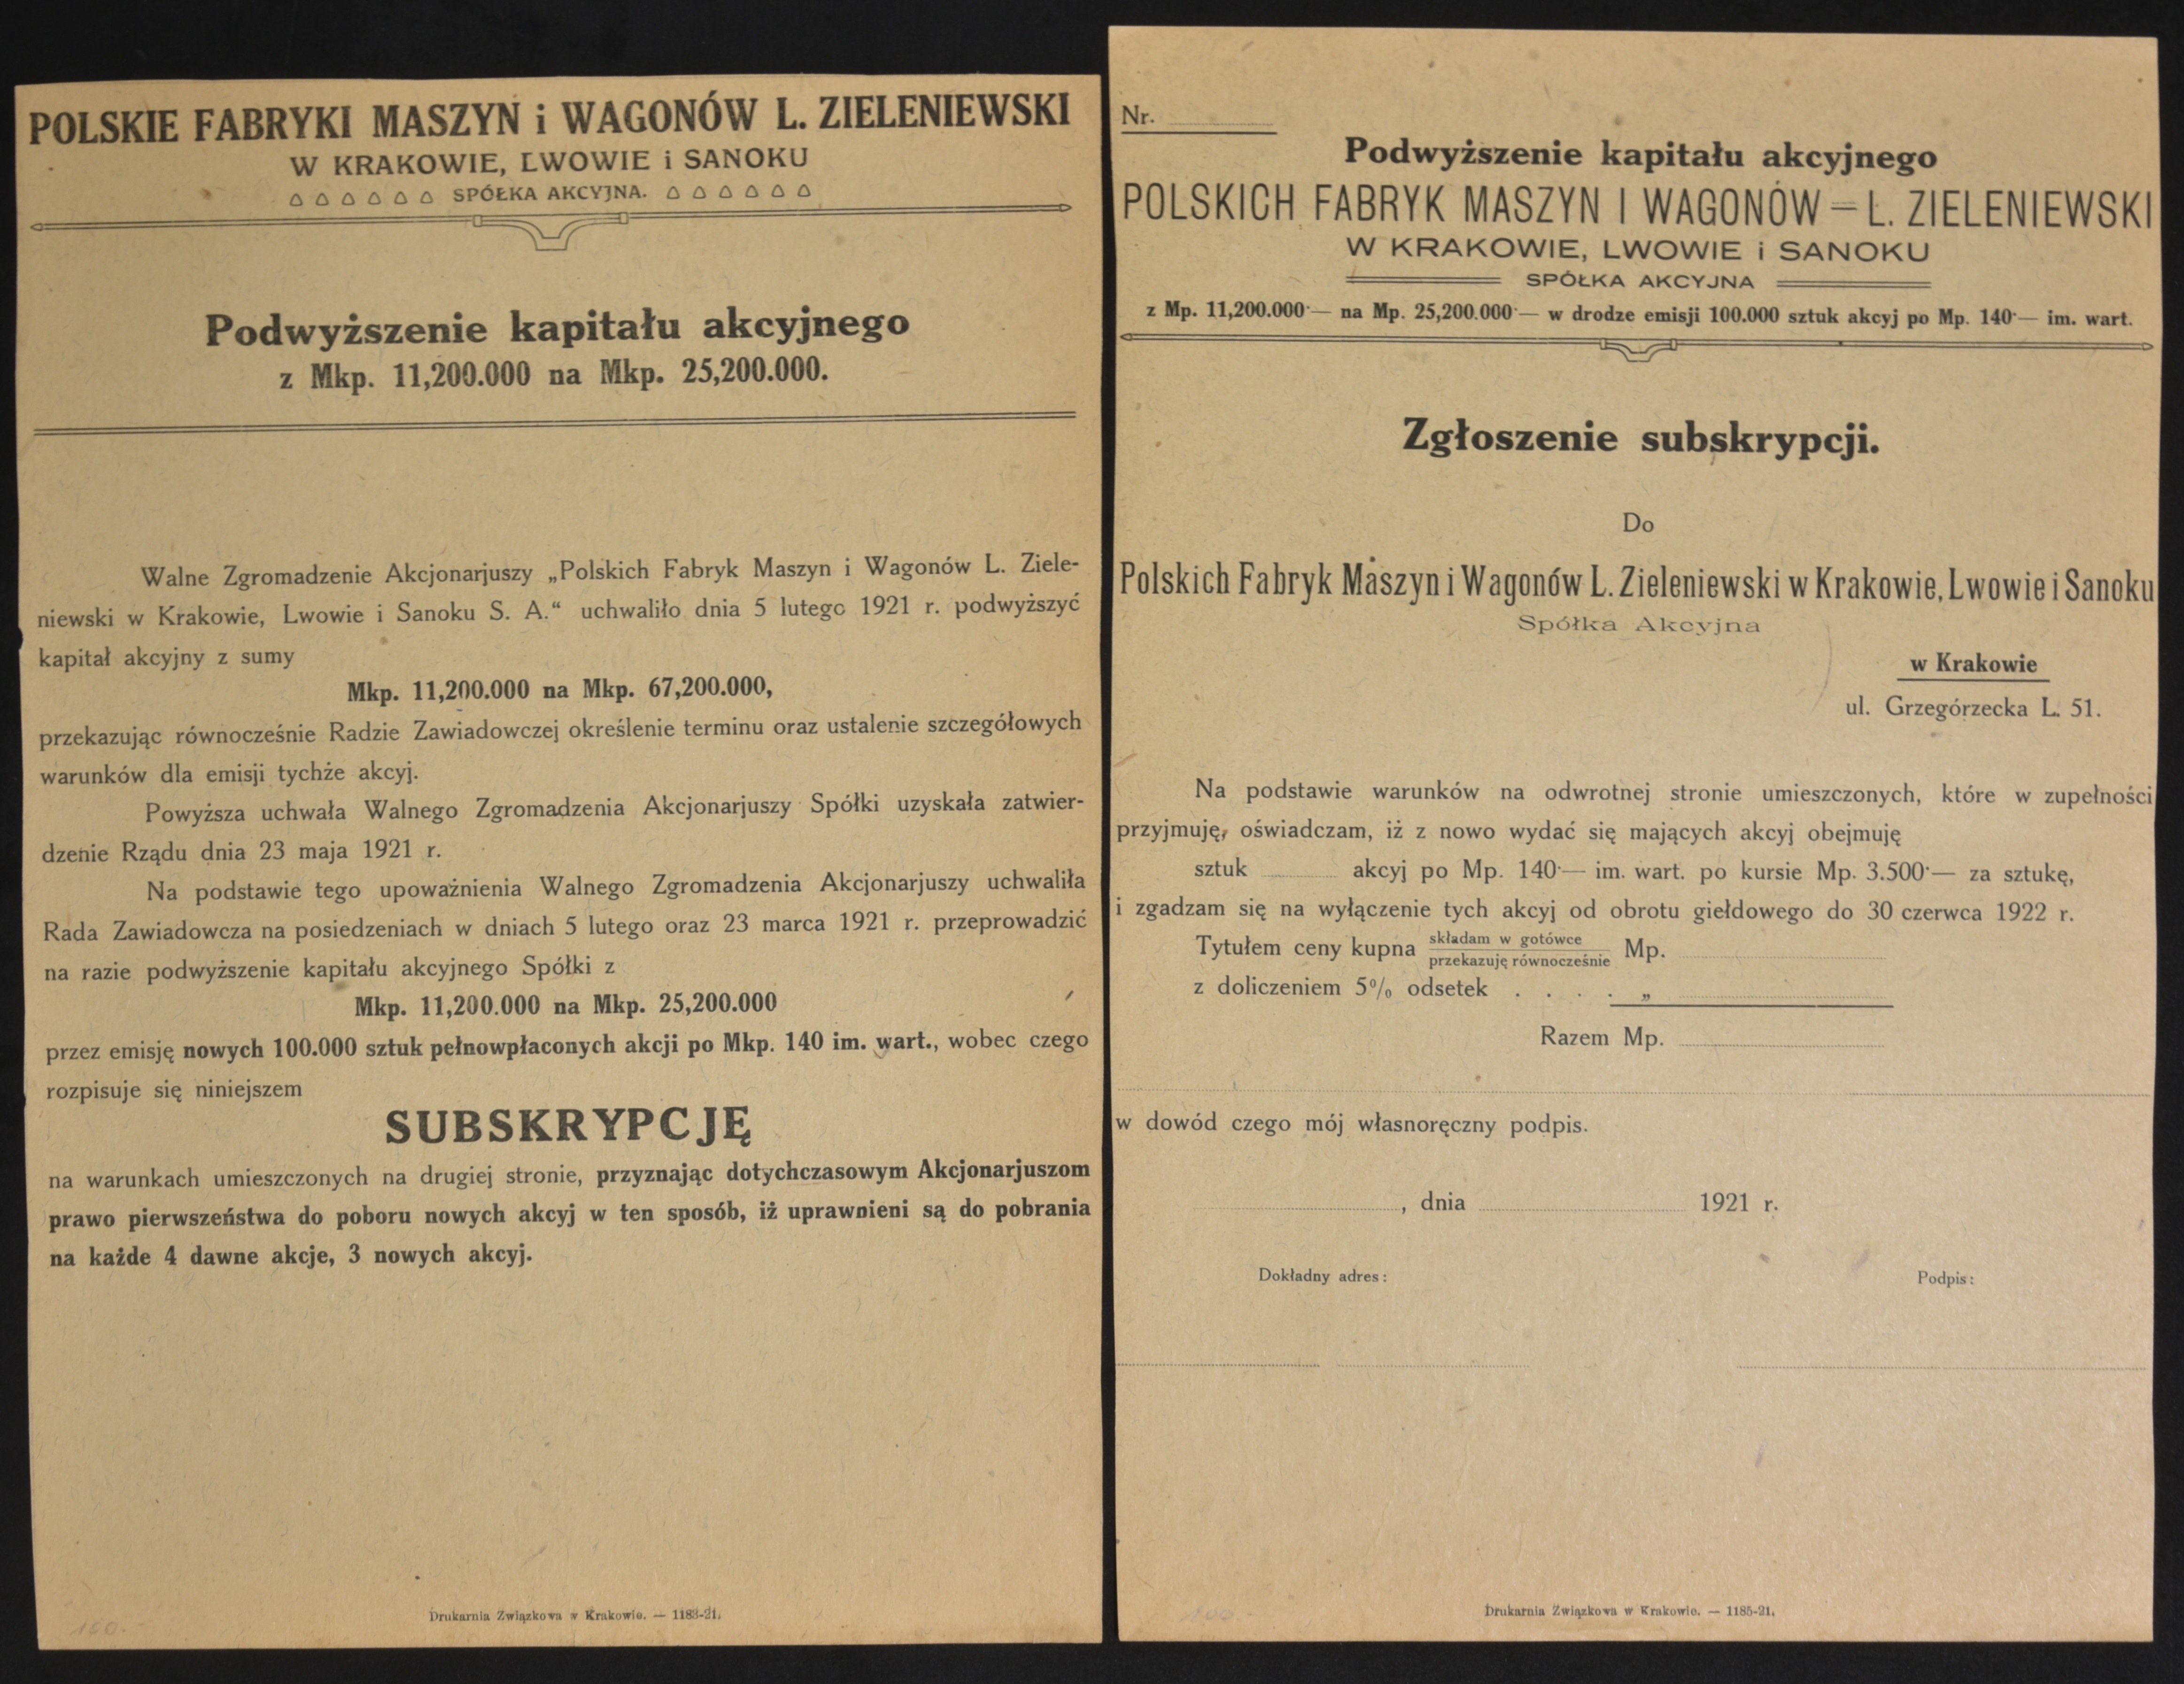 POLSKIE FABRYKI MASZYN i WAGONÓW L. ZIELENIEWSKI
W KRAKOWIE, LWOWIE i SANOKU
SPÓŁKA AKCYJNA.
Podwyższenie kapitału akcyjnego
z Mkp. 11,200.000 na Mkp. 25,200.000.
Walne Zgromadzenie Akcjonarjuszy „Polskich Fabryk Maszyn i Wagonów L. Ziele-
niewski w Krakowie, Lwowie i Sanoku S. A.“ uchwaliło dnia 5 lutego 1921 r. podwyższyć
kapitał akcyjny z sumy
Mkp. 11,200.000 na Mkp. 67,200.000,
przekazując równocześnie Radzie Zawiadowczej określenie terminu oraz ustalenie szczegółowych
warunków dla emisji tychże akcyj.
Powyższa uchwała Walnego Zgromadzenia Akcjonarjuszy Spółki uzyskała zatwier-
dzenie Rządu dnia 23 maja 1921 r.
Na podstawie tego upoważnienia Walnego Zgromadzenia Akcjonarjuszy uchwaliła
Rada Zawiadowcza na posiedzeniach w dniach 5 lutego oraz 23 marca 1921 r. przeprowadzić
na razie podwyższenie kapitału akcyjnego Spółki z
Mkp. 11,200.000 na Mkp. 25,200.000
przez emisję nowych 100.000 sztuk pełnowpłaconych akcji po Mkp. 140 im. wart., wobec czego
rozpisuje się niniejszem
SUBSKRYPCJĘ
na warunkach umieszczonych na drugiej stronie, przyznając dotychczasowym Akcjonarjuszom
prawo pierwszeństwa do poboru nowych akcyj w ten sposób, iż uprawnieni są do pobrania
na każde 4 dawne akcje, 3 nowych akcyj.
Drukarnia Związkowa w Krakowie. — 1183-21.
160.-
Nr.
Podwyższenie kapitału akcyjnego
POLSKICH FABRYK MASZYN I WAGONÓW — L. ZIELENIEWSKI
W KRAKOWIE, LWOWIE i SANOKU
SPÓŁKA AKCYJNA
z Mp. 11,200.000·— na Mp. 25,200.000·— w drodze emisji 100.000 sztuk akcyj po Mp. 140·— im. wart.
Zgłoszenie subskrypcji.
Do
Polskich Fabryk Maszyn i Wagonów L. Zieleniewski w Krakowie, Lwowie i Sanoku
Spółka Akcyjna
w Krakowie
ul. Grzegórzecka L. 51.
Na podstawie warunków na odwrotnej stronie umieszczonych, które w zupełności
przyjmuję, oświadczam, iż z nowo wydać się mających akcyj obejmuję
sztuk akcyj po Mp. 140·— im. wart. po kursie Mp. 3.500·— za sztukę,
i zgadzam się na wyłączenie tych akcyj od obrotu giełdowego do 30 czerwca 1922 r.
Tytułem ceny kupna składam w gotówce przekazuję równocześnie Mp.
z doliczeniem 5% odsetek . . . . „
Razem Mp.
w dowód czego mój własnoręczny podpis.
, dnia 1921 r.
Dokładny adres: Podpis:
Drukarnia Związkowa w Krakowie. — 1185-21.